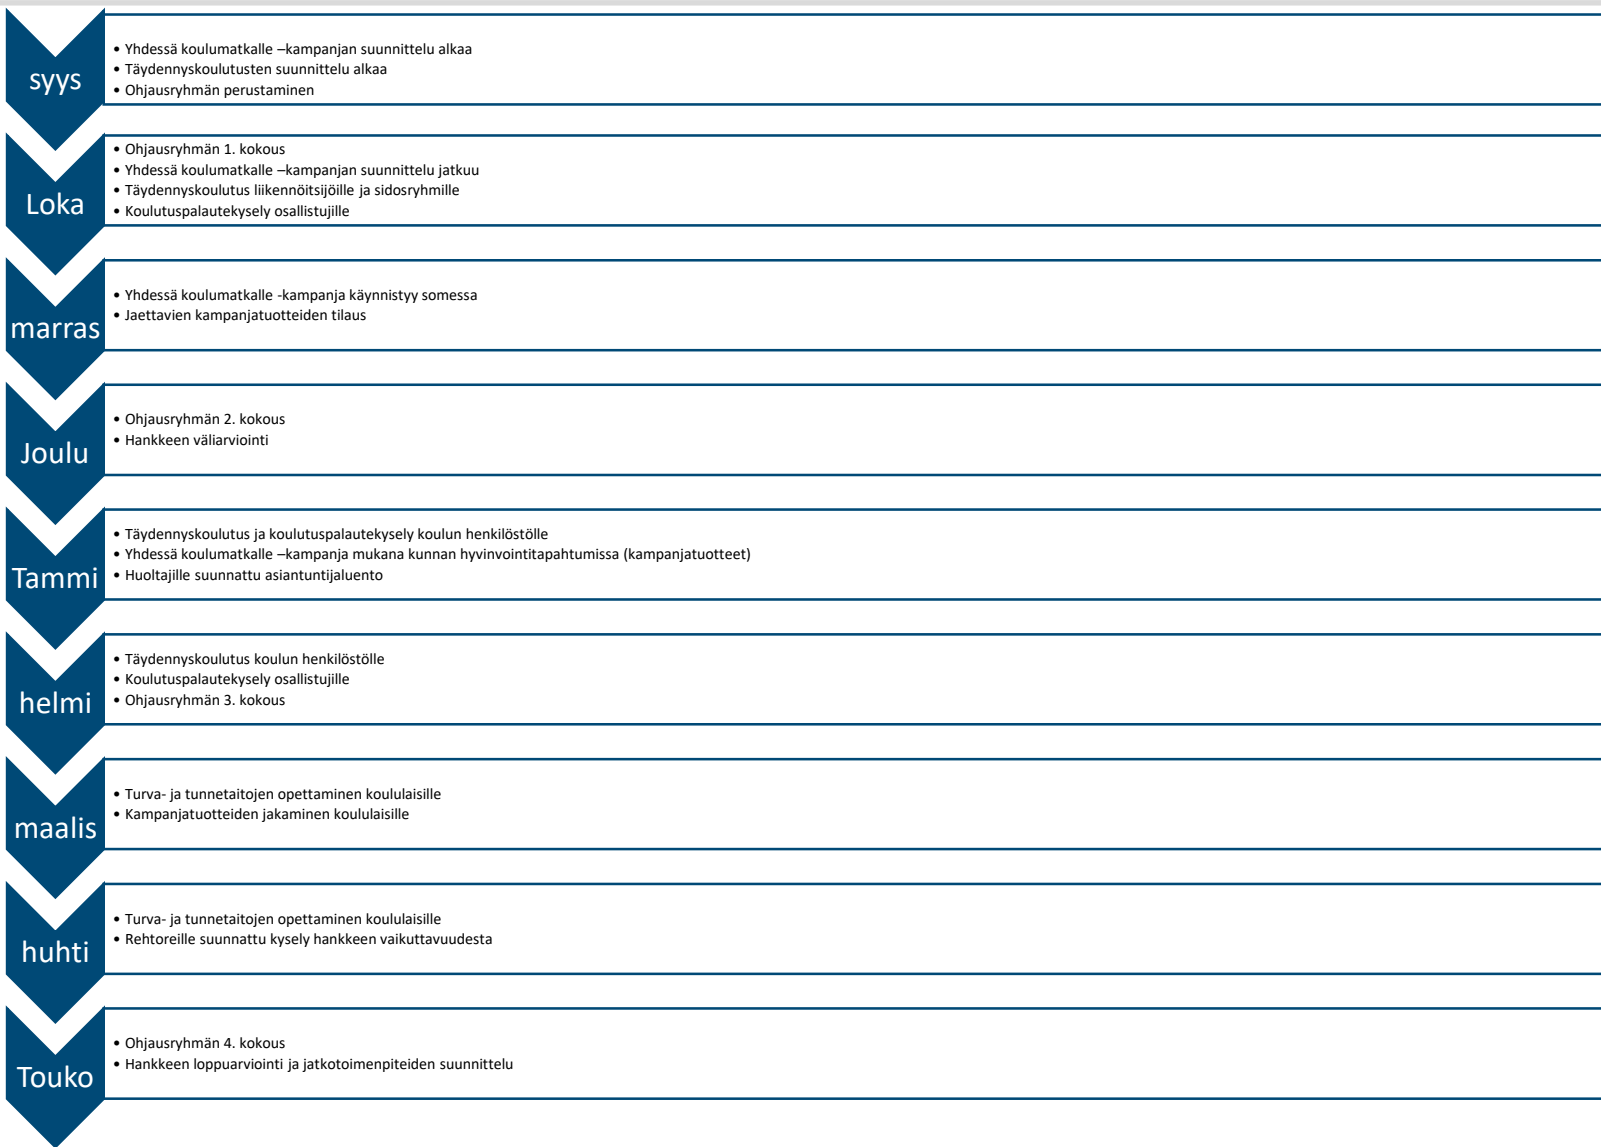 syys
• Yhdessä koulumatkalle –kampanjan suunnittelu alkaa
• Täydennyskoulutusten suunnittelu alkaa
• Ohjausryhmän perustaminen
Loka
• Ohjausryhmän 1. kokous
• Yhdessä koulumatkalle –kampanjan suunnittelu jatkuu
• Täydennyskoulutus liikennöitsijöille ja sidosryhmille
• Koulutuspalautekysely osallistujille
marras
• Yhdessä koulumatkalle -kampanja käynnistyy somessa
• Jaettavien kampanjatuotteiden tilaus
Joulu
• Ohjausryhmän 2. kokous
• Hankkeen väliarviointi
Tammi
• Täydennyskoulutus ja koulutuspalautekysely koulun henkilöstölle
• Yhdessä koulumatkalle –kampanja mukana kunnan hyvinvointitapahtumissa (kampanjatuotteet)
• Huoltajille suunnattu asiantuntijaluento
helmi
• Täydennyskoulutus koulun henkilöstölle
• Koulutuspalautekysely osallistujille
• Ohjausryhmän 3. kokous
maalis
• Turva- ja tunnetaitojen opettaminen koululaisille
• Kampanjatuotteiden jakaminen koululaisille
huhti
• Turva- ja tunnetaitojen opettaminen koululaisille
• Rehtoreille suunnattu kysely hankkeen vaikuttavuudesta
Touko
• Ohjausryhmän 4. kokous
• Hankkeen loppuarviointi ja jatkotoimenpiteiden suunnittelu